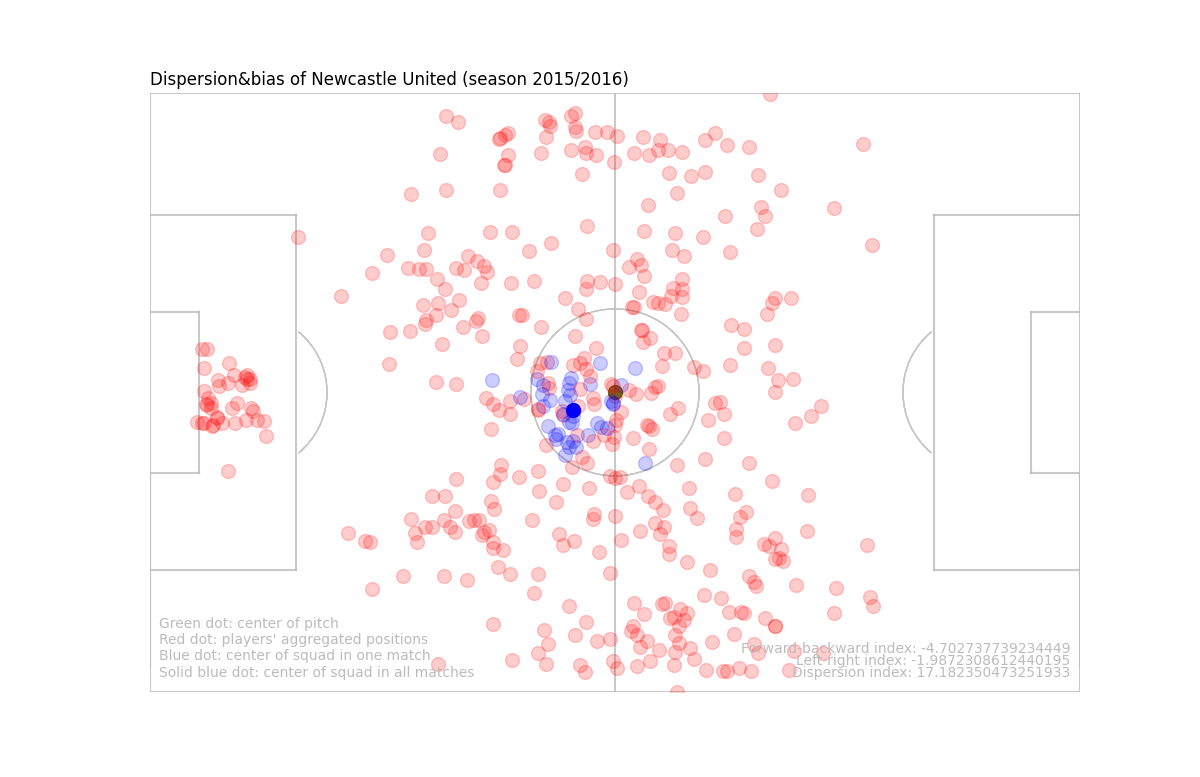 Dispersion&bias of Newcastle United (season 2015/2016)
Green dot: center of pitch
Red dot: players' aggregated positions
Blue dot: center of squad in one match
Solid blue dot: center of squad in all matches
Forward-backward index: -4.702737739234449
Left-right index: -1.9872308612440195
Dispersion index: 17.182350473251933